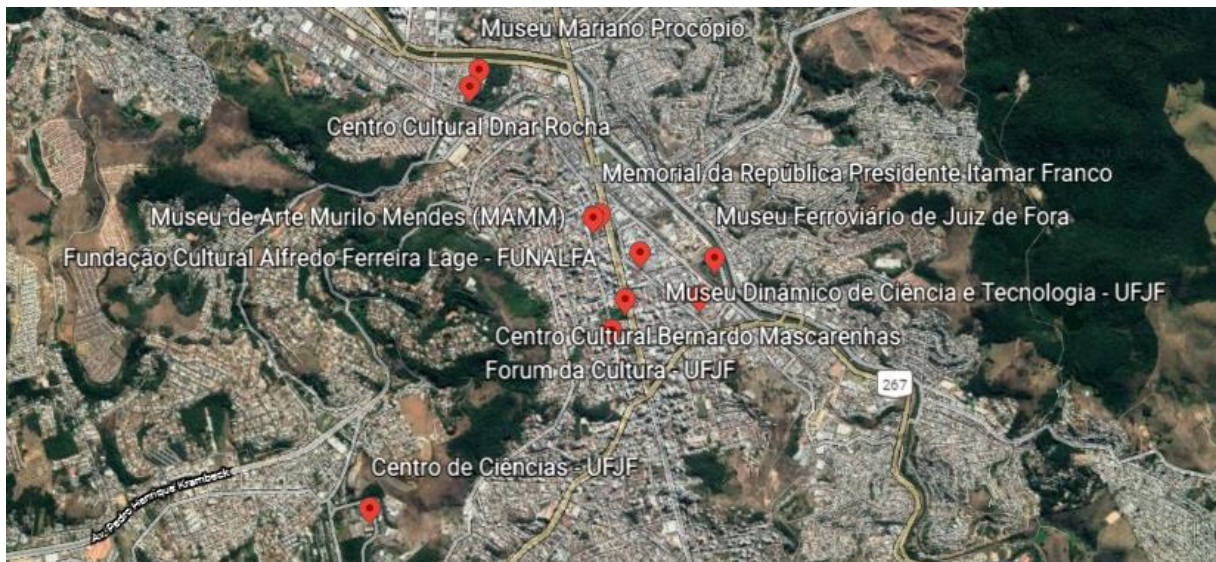 Museu Mariano Procópio
Centro Cultural Dnar Rocha
Memorial da República Presidente Itamar Franco
Museu de Arte Murilo Mendes (MAMM)
Museu Ferroviário de Juiz de Fora
Fundação Cultural Alfredo Ferreira Lage - FUNALFA
Museu Dinâmico de Ciência e Tecnologia - UFJF
Centro Cultural Bernardo Mascarenhas
Forum da Cultura - UFJF
267
Centro de Ciências - UFJF
Av. Pedro Henrique Krambeck